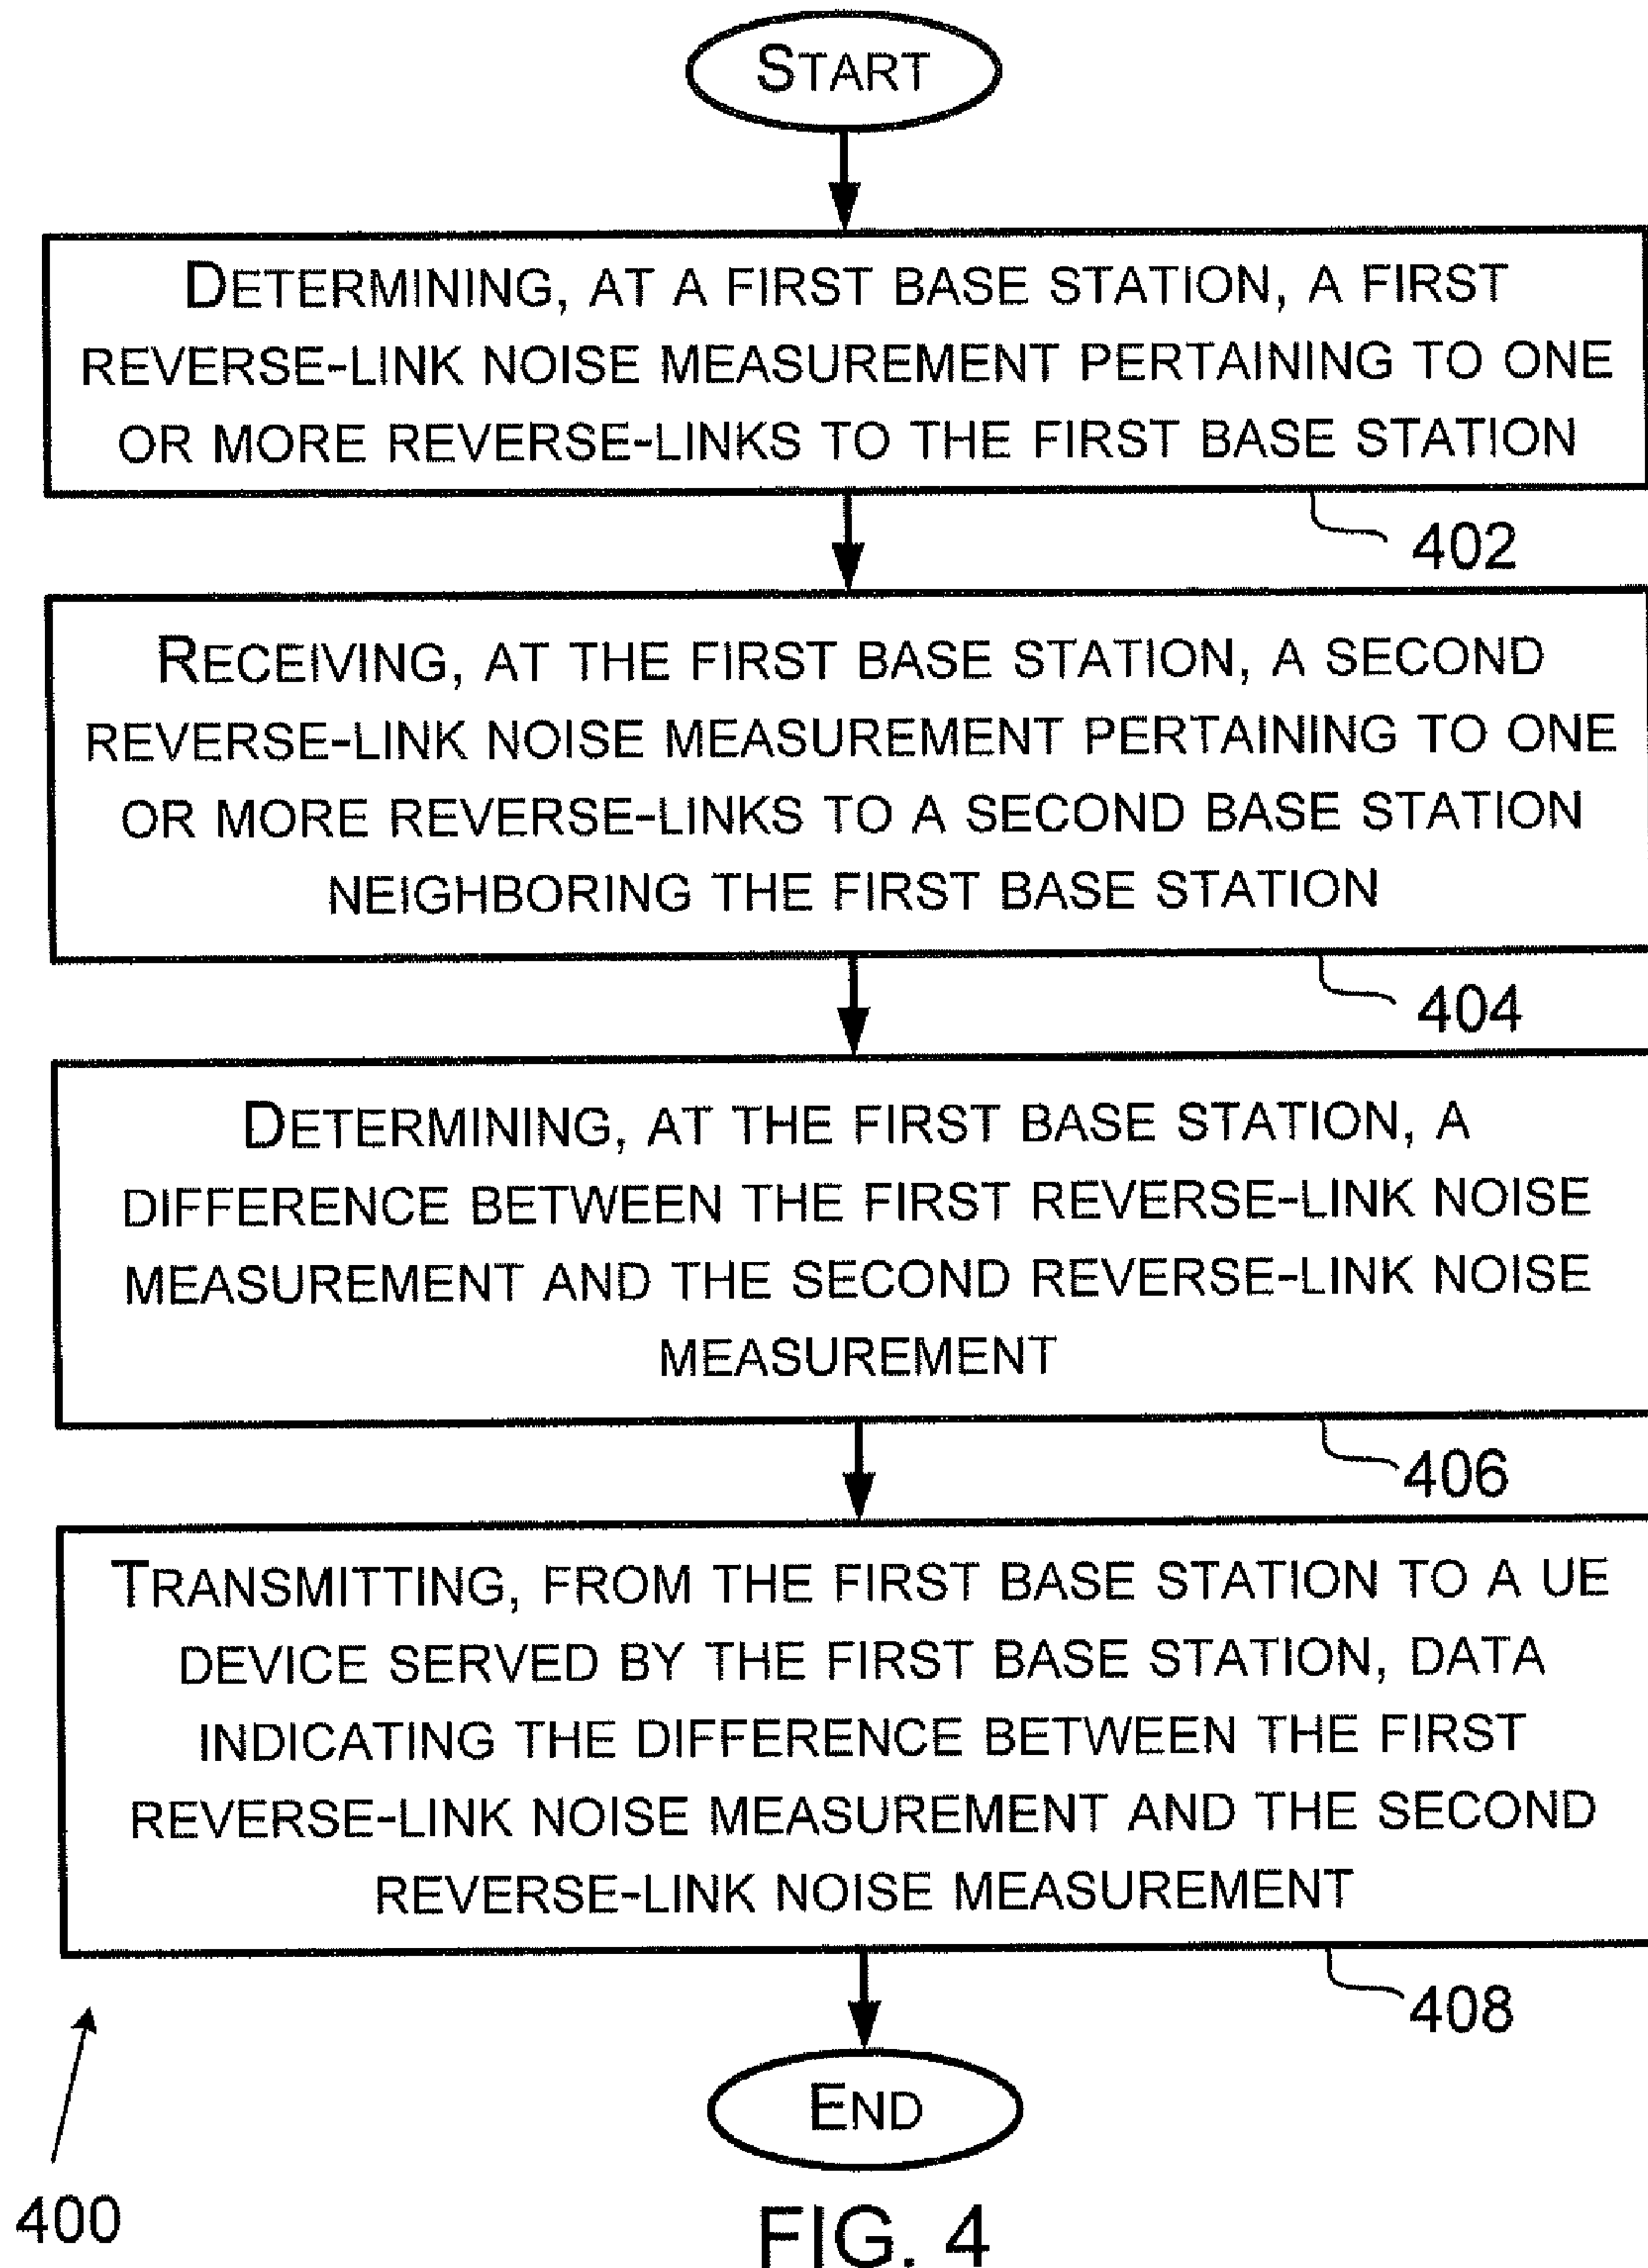 START
DETERMINING, AT A FIRST BASE STATION, A FIRST
REVERSE-LINK NOISE MEASUREMENT PERTAINING TO ONE
OR MORE REVERSE-LINKS TO THE FIRST BASE STATION
402
RECEIVING, AT THE FIRST BASE STATION, A SECOND
REVERSE-LINK NOISE MEASUREMENT PERTAINING TO ONE
OR MORE REVERSE-LINKS TO A SECOND BASE STATION
NEIGHBORING THE FIRST BASE STATION
404
DETERMINING, AT THE FIRST BASE STATION, A
DIFFERENCE BETWEEN THE FIRST REVERSE-LINK NOISE
MEASUREMENT AND THE SECOND REVERSE-LINK NOISE
MEASUREMENT
406
TRANSMITTING, FROM THE FIRST BASE STATION TO A UE
DEVICE SERVED BY THE FIRST BASE STATION, DATA
INDICATING THE DIFFERENCE BETWEEN THE FIRST
REVERSE-LINK NOISE MEASUREMENT AND THE SECOND
REVERSE-LINK NOISE MEASUREMENT
408
END
400
FIG. 4